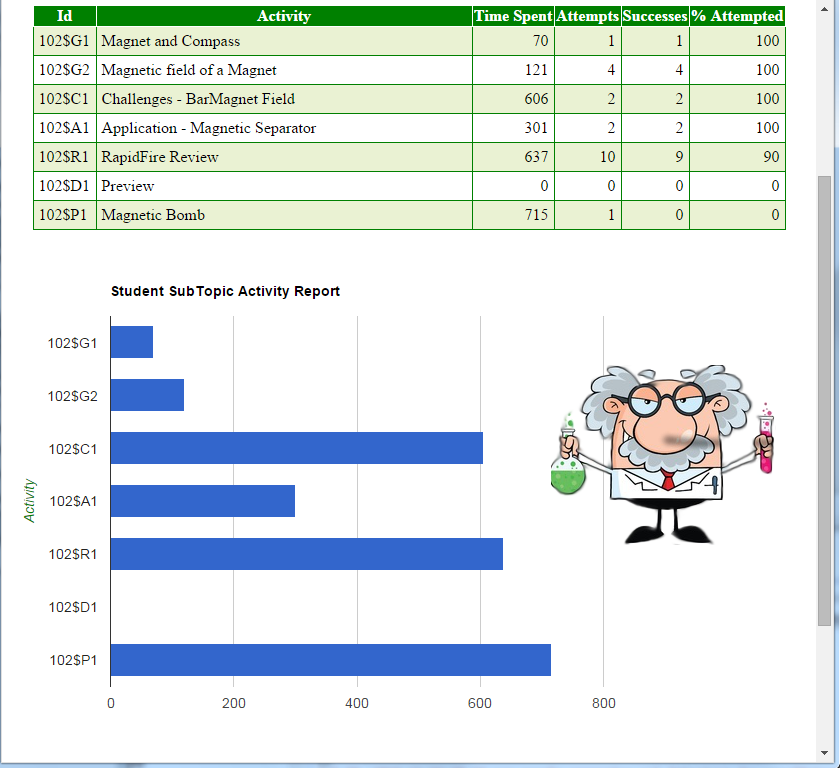 Id Activity Time Spent Attempts Successes % Attempted
102$G1 Magnet and Compass 70 1 1 100
102$G2 Magnetic field of a Magnet 121 4 4 100
102$C1 Challenges - BarMagnet Field 606 2 2 100
102$A1 Application - Magnetic Separator 301 2 2 100
102$R1 RapidFire Review 637 10 9 90
102$D1 Preview 0 0 0 0
102$P1 Magnetic Bomb 715 1 0 0
Student SubTopic Activity Report
102$G1
102$G2
102$C1
102$A1
102$R1
102$D1
102$P1
Activity
0 200 400 600 800